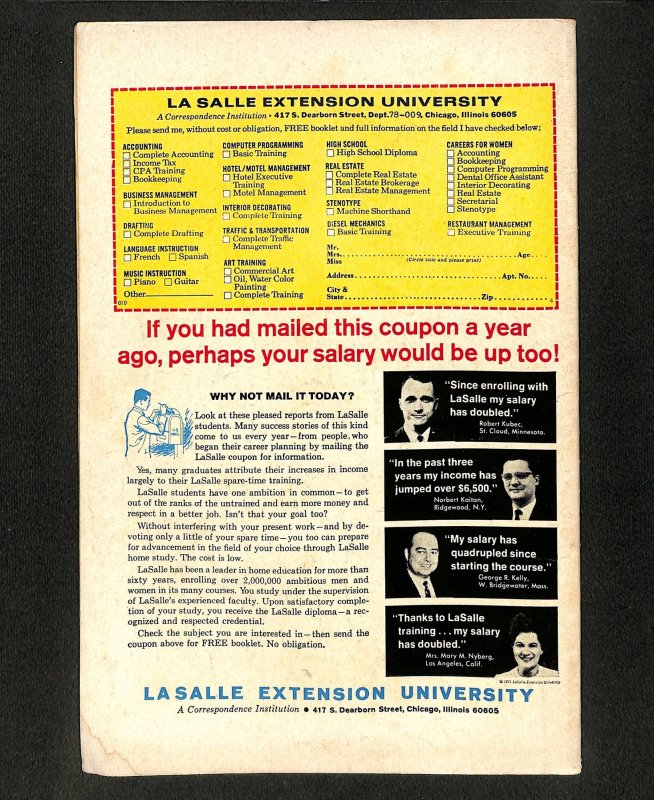 LA SALLE EXTENSION UNIVERSITY
A Correspondence Institution • 417 S. Dearborn Street, Dept. 78-009, Chicago, Illinois 60605
Please send me, without cost or obligation, FREE booklet and full information on the field I have checked below:
ACCOUNTING
Complete Accounting
Income Tax
CPA Training
Bookkeeping
BUSINESS MANAGEMENT
Introduction to
Business Management
DRAFTING
Complete Drafting
LANGUAGE INSTRUCTION
French Spanish
MUSIC INSTRUCTION
Piano Guitar
Other
010
COMPUTER PROGRAMMING
Basic Training
HOTEL/MOTEL MANAGEMENT
Hotel Executive
Training
Motel Management
INTERIOR DECORATING
Complete Training
TRAFFIC & TRANSPORTATION
Complete Traffic
Management
ART TRAINING
Commercial Art
Oil, Water Color
Painting
Complete Training
HIGH SCHOOL
High School Diploma
REAL ESTATE
Complete Real Estate
Real Estate Brokerage
Real Estate Management
STENOTYPE
Machine Shorthand
DIESEL MECHANICS
Basic Training
CAREERS FOR WOMEN
Accounting
Bookkeeping
Computer Programming
Dental Office Assistant
Interior Decorating
Real Estate
Secretarial
Stenotype
RESTAURANT MANAGEMENT
Executive Training
Mr.
Mrs. Age
Miss (Circle title and please print)
Address Apt. No.
City &
State Zip
If you had mailed this coupon a year
ago, perhaps your salary would be up too!
WHY NOT MAIL IT TODAY?
Look at these pleased reports from LaSalle
students. Many success stories of this kind
come to us every year—from people, who
began their career planning by mailing the
LaSalle coupon for information.
Yes, many graduates attribute their increases in income
largely to their LaSalle spare-time training.
LaSalle students have one ambition in common—to get
out of the ranks of the untrained and earn more money and
respect in a better job. Isn't that your goal too?
Without interfering with your present work—and by de-
voting only a little of your spare time—you too can prepare
for advancement in the field of your choice through LaSalle
home study. The cost is low.
LaSalle has been a leader in home education for more than
sixty years, enrolling over 2,000,000 ambitious men and
women in its many courses. You study under the supervision
of LaSalle's experienced faculty. Upon satisfactory comple-
tion of your study, you receive the LaSalle diploma—a rec-
ognized and respected credential.
Check the subject you are interested in—then send the
coupon above for FREE booklet. No obligation.
"Since enrolling with
LaSalle my salary
has doubled."
Robert Kubec,
St. Cloud, Minnesota.
"In the past three
years my income has
jumped over $6,500."
Norbert Kaiton,
Ridgewood, N.Y.
"My salary has
quadrupled since
starting the course."
George R. Kelly,
W. Bridgewater, Mass.
"Thanks to LaSalle
training . . . my salary
has doubled."
Mrs. Mary M. Nyberg,
Los Angeles, Calif.
© 1971 LaSalle Extension University
LA SALLE EXTENSION UNIVERSITY
A Correspondence Institution • 417 S. Dearborn Street, Chicago, Illinois 60605